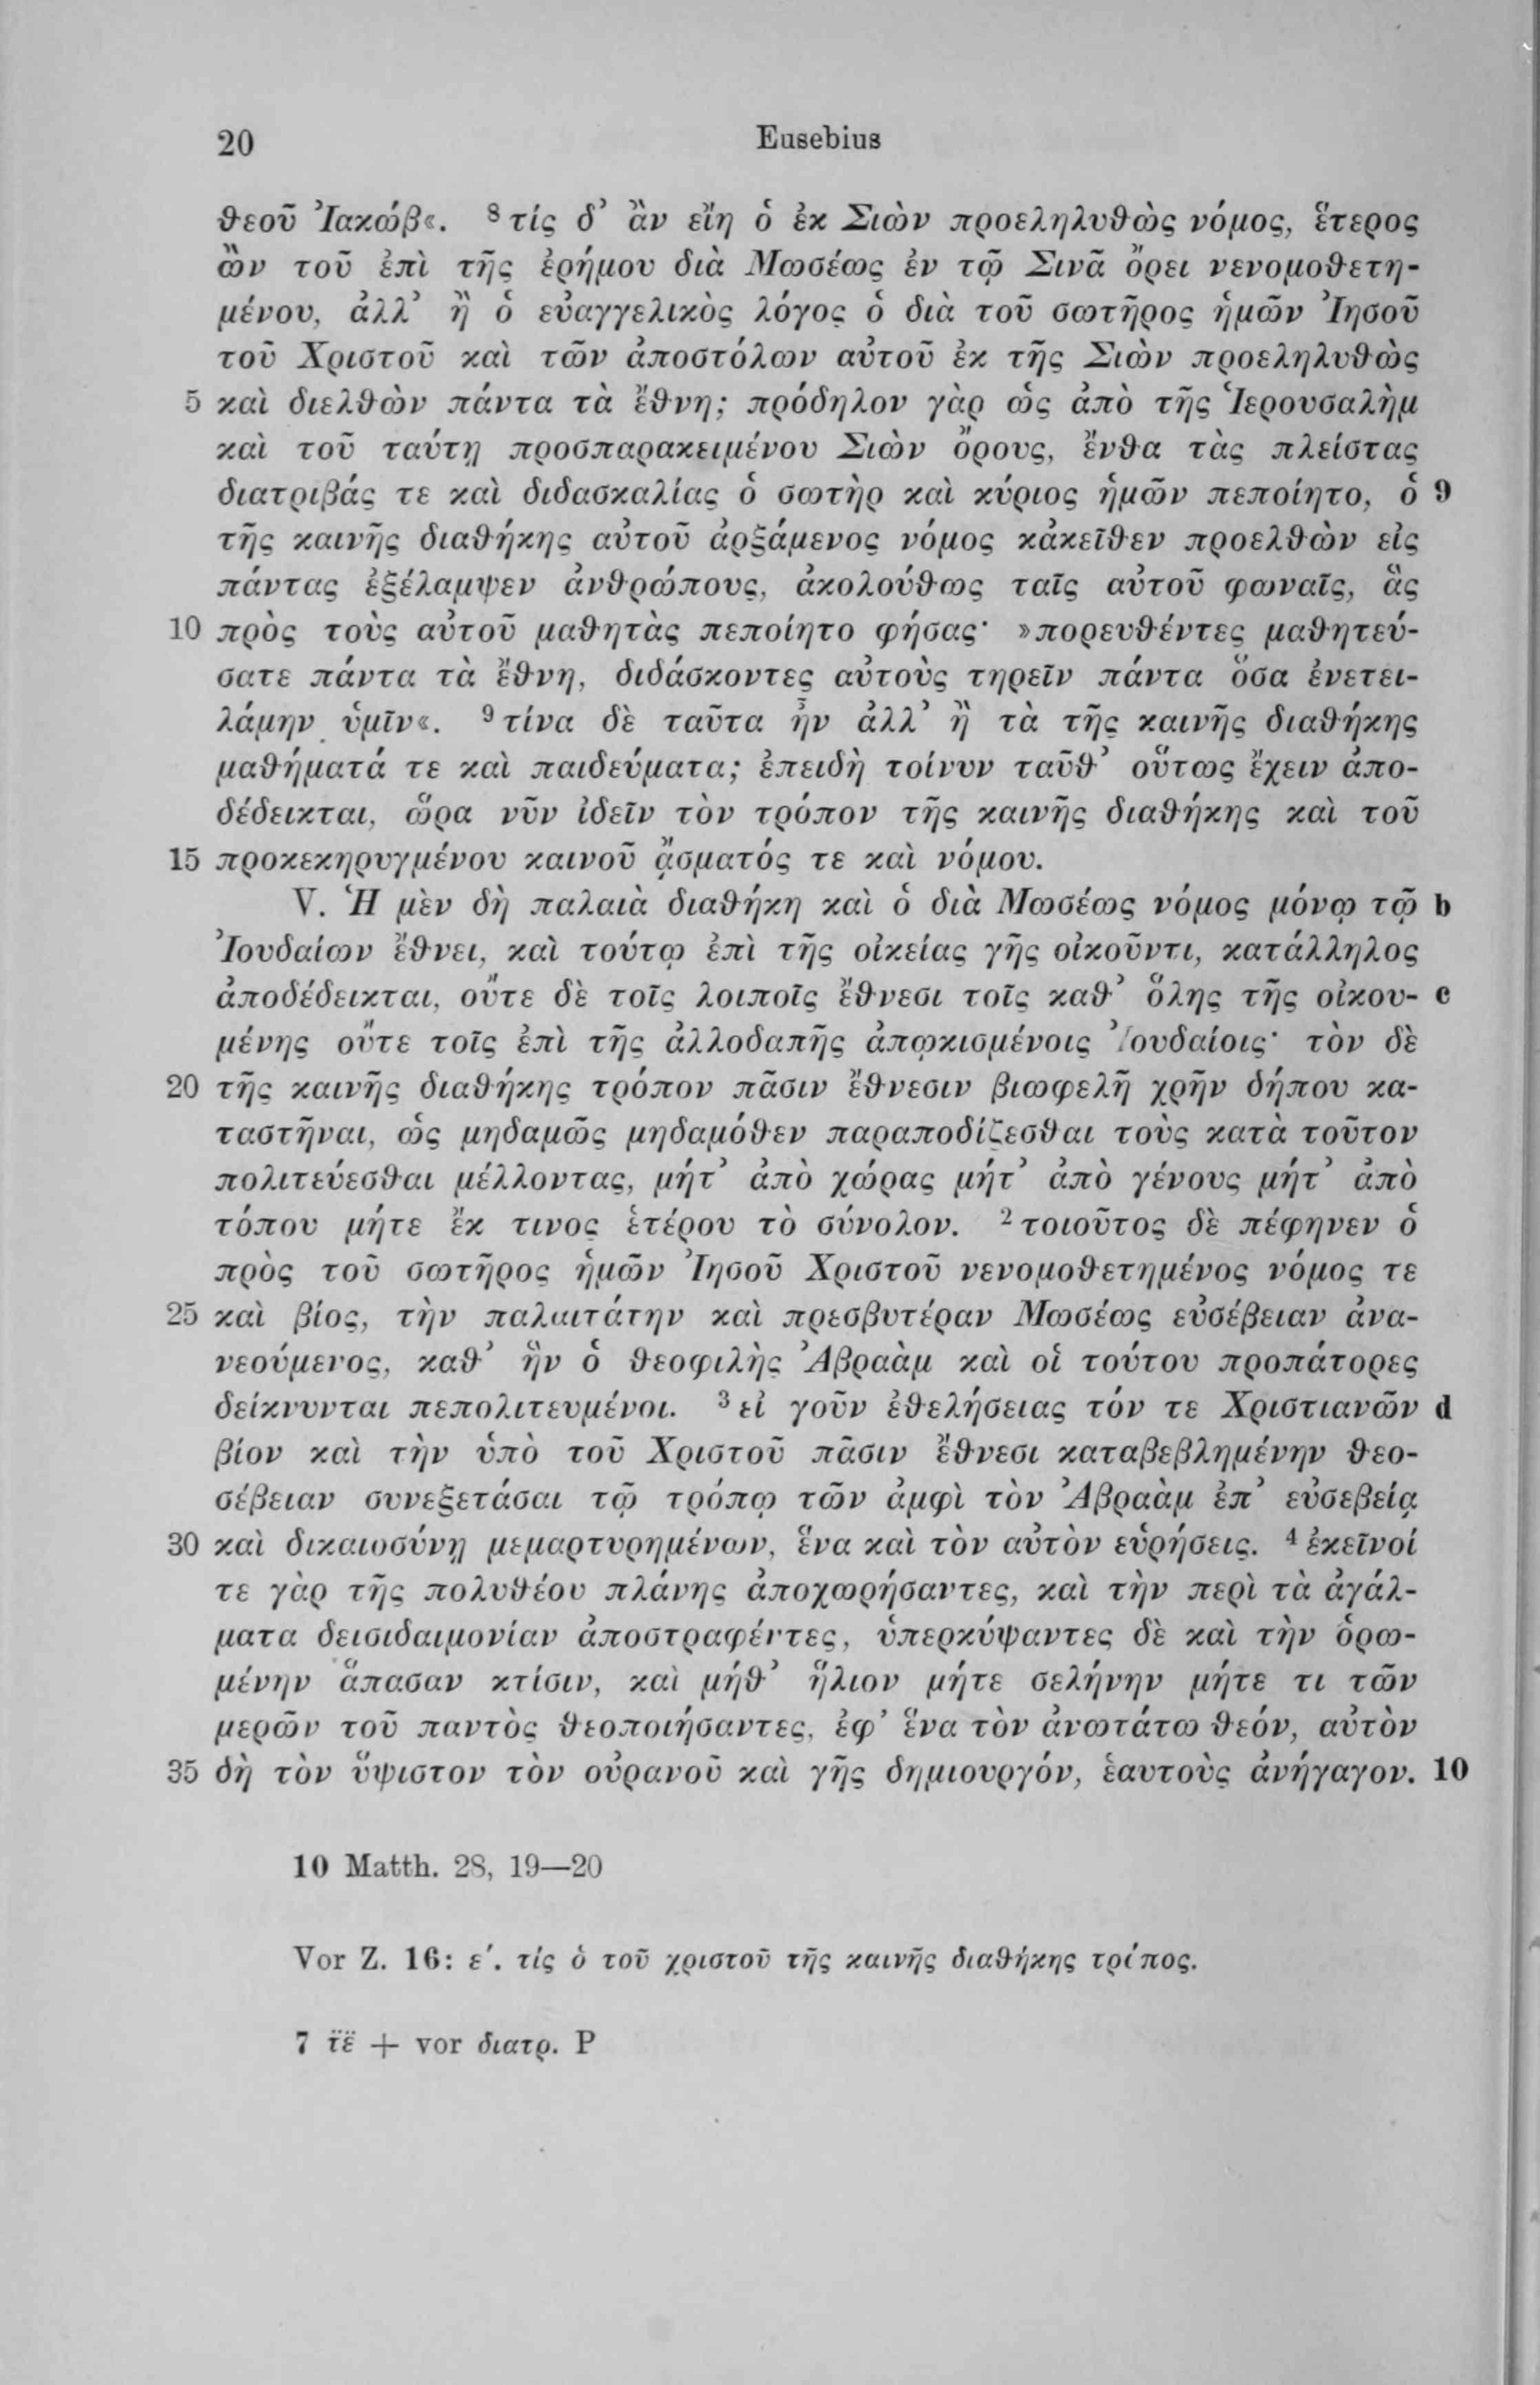 20 Eusebius
θεοῦ Ἰακώβ«. ⁸ τίς δ’ ἂν εἴη ὁ ἐκ Σιὼν προεληλυθὼς νόμος, ἕτερος
ὢν τοῦ ἐπὶ τῆς ἐρήμου διὰ Μωσέως ἐν τῷ Σινᾶ ὄρει νενομοθετη-
μένου, ἀλλ’ ἢ ὁ εὐαγγελικὸς λόγος ὁ διὰ τοῦ σωτῆρος ἡμῶν Ἰησοῦ
τοῦ Χριστοῦ καὶ τῶν ἀποστόλων αὐτοῦ ἐκ τῆς Σιὼν προεληλυθὼς
5 καὶ διελθὼν πάντα τὰ ἔθνη; πρόδηλον γὰρ ὡς ἀπὸ τῆς Ἱερουσαλὴμ
καὶ τοῦ ταύτῃ προσπαρακειμένου Σιὼν ὄρους, ἔνθα τὰς πλείστας
διατριβάς τε καὶ διδασκαλίας ὁ σωτὴρ καὶ κύριος ἡμῶν πεποίητο, ὁ 9
τῆς καινῆς διαθήκης αὐτοῦ ἀρξάμενος νόμος κἀκεῖθεν προελθὼν εἰς
πάντας ἐξέλαμψεν ἀνθρώπους, ἀκολούθως ταῖς αὐτοῦ φωναῖς, ἃς
10 πρὸς τοὺς αὐτοῦ μαθητὰς πεποίητο φήσας· »πορευθέντες μαθητεύ-
σατε πάντα τὰ ἔθνη, διδάσκοντες αὐτοὺς τηρεῖν πάντα ὅσα ἐνετει-
λάμην ὑμῖν«. ⁹ τίνα δὲ ταῦτα ἦν ἀλλ’ ἢ τὰ τῆς καινῆς διαθήκης
μαθήματά τε καὶ παιδεύματα; ἐπειδὴ τοίνυν ταῦθ’ οὕτως ἔχειν ἀπο-
δέδεικται, ὥρα νῦν ἰδεῖν τὸν τρόπον τῆς καινῆς διαθήκης καὶ τοῦ
15 προκεκηρυγμένου καινοῦ ᾄσματός τε καὶ νόμου.
V. Ἡ μὲν δὴ παλαιὰ διαθήκη καὶ ὁ διὰ Μωσέως νόμος μόνῳ τῷ b
Ἰουδαίων ἔθνει, καὶ τούτῳ ἐπὶ τῆς οἰκείας γῆς οἰκοῦντι, κατάλληλος
ἀποδέδεικται, οὔτε δὲ τοῖς λοιποῖς ἔθνεσι τοῖς καθ’ ὅλης τῆς οἰκου- c
μένης οὔτε τοῖς ἐπὶ τῆς ἀλλοδαπῆς ἀπῳκισμένοις Ἰουδαίοις· τὸν δὲ
20 τῆς καινῆς διαθήκης τρόπον πᾶσιν ἔθνεσιν βιωφελῆ χρῆν δήπου κα-
ταστῆναι, ὡς μηδαμῶς μηδαμόθεν παραποδίζεσθαι τοὺς κατὰ τοῦτον
πολιτεύεσθαι μέλλοντας, μήτ’ ἀπὸ χώρας μήτ’ ἀπὸ γένους μήτ’ ἀπὸ
τόπου μήτε ἔκ τινος ἑτέρου τὸ σύνολον. ² τοιοῦτος δὲ πέφηνεν ὁ
πρὸς τοῦ σωτῆρος ἡμῶν Ἰησοῦ Χριστοῦ νενομοθετημένος νόμος τε
25 καὶ βίος, τὴν παλαιτάτην καὶ πρεσβυτέραν Μωσέως εὐσέβειαν ἀνα-
νεούμενος, καθ’ ἣν ὁ θεοφιλὴς Ἀβραὰμ καὶ οἱ τούτου προπάτορες
δείκνυνται πεπολιτευμένοι. ³ εἰ γοῦν ἐθελήσειας τόν τε Χριστιανῶν d
βίον καὶ τὴν ὑπὸ τοῦ Χριστοῦ πᾶσιν ἔθνεσι καταβεβλημένην θεο-
σέβειαν συνεξετάσαι τῷ τρόπῳ τῶν ἀμφὶ τὸν Ἀβραὰμ ἐπ’ εὐσεβείᾳ
30 καὶ δικαιοσύνῃ μεμαρτυρημένων, ἕνα καὶ τὸν αὐτὸν εὑρήσεις. ⁴ ἐκεῖνοί
τε γὰρ τῆς πολυθέου πλάνης ἀποχωρήσαντες, καὶ τὴν περὶ τὰ ἀγάλ-
ματα δεισιδαιμονίαν ἀποστραφέντες, ὑπερκύψαντες δὲ καὶ τὴν ὁρω-
μένην ἅπασαν κτίσιν, καὶ μήθ’ ἥλιον μήτε σελήνην μήτε τι τῶν
μερῶν τοῦ παντὸς θεοποιήσαντες, ἐφ’ ἕνα τὸν ἀνωτάτω θεόν, αὐτὸν
35 δὴ τὸν ὕψιστον τὸν οὐρανοῦ καὶ γῆς δημιουργόν, ἑαυτοὺς ἀνήγαγον. 10
10 Matth. 28, 19—20
Vor Z. 16: ε΄. τίς ὁ τοῦ χριστοῦ τῆς καινῆς διαθήκης τρόπος.
7 τ̈ε̈ + vor διατρ. P